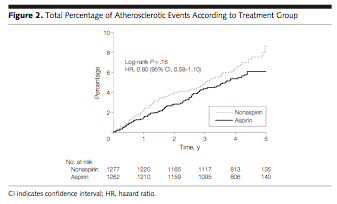 Figure 2. Total Percentage of Atherosclerotic Events According to Treatment Group
10
8
6
4
2
0
Percentage
Log-rank P = .16
HR, 0.80 (95% CI, 0.58-1.10)
Nonaspirin
Aspirin
0 1 2 3 4 5
Time, y
No. at risk
Nonaspirin 1277 1220 1165 1117 813 135
Aspirin 1262 1210 1159 1095 806 140
CI indicates confidence interval; HR, hazard ratio.